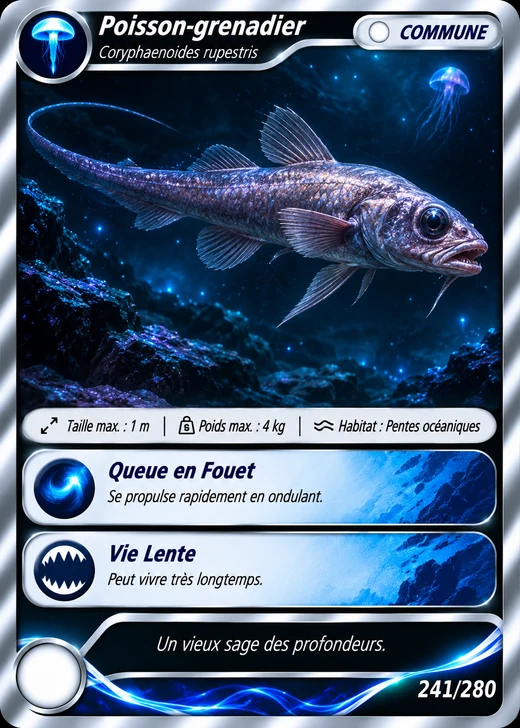 Poisson-grenadier
COMMUNE
Coryphaenoides rupestris
Taille max. : 1 m | Poids max. : 4 kg | Habitat : Pentes océaniques
Queue en Fouet
Se propulse rapidement en ondulant.
Vie Lente
Peut vivre très longtemps.
Un vieux sage des profondeurs.
241/280